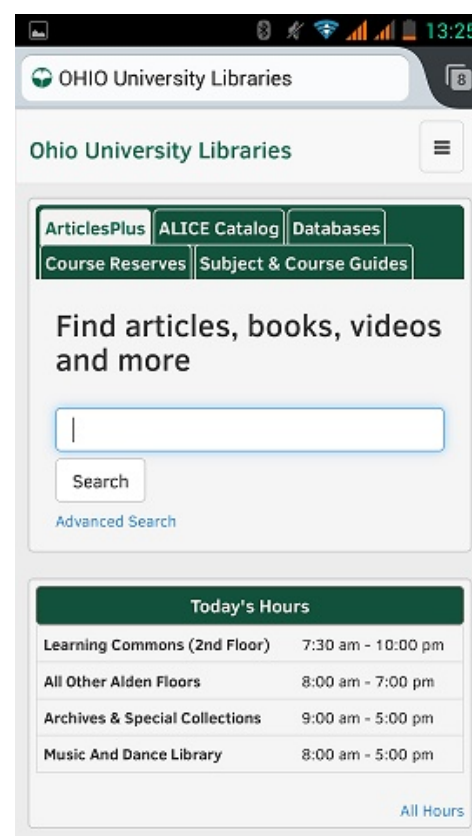 13:25
OHIO University Libraries
8
Ohio University Libraries
ArticlesPlus ALICE Catalog Databases
Course Reserves Subject & Course Guides
Find articles, books, videos
and more
Search
Advanced Search
Today's Hours
Learning Commons (2nd Floor) 7:30 am - 10:00 pm
All Other Alden Floors 8:00 am - 7:00 pm
Archives & Special Collections 9:00 am - 5:00 pm
Music And Dance Library 8:00 am - 5:00 pm
All Hours